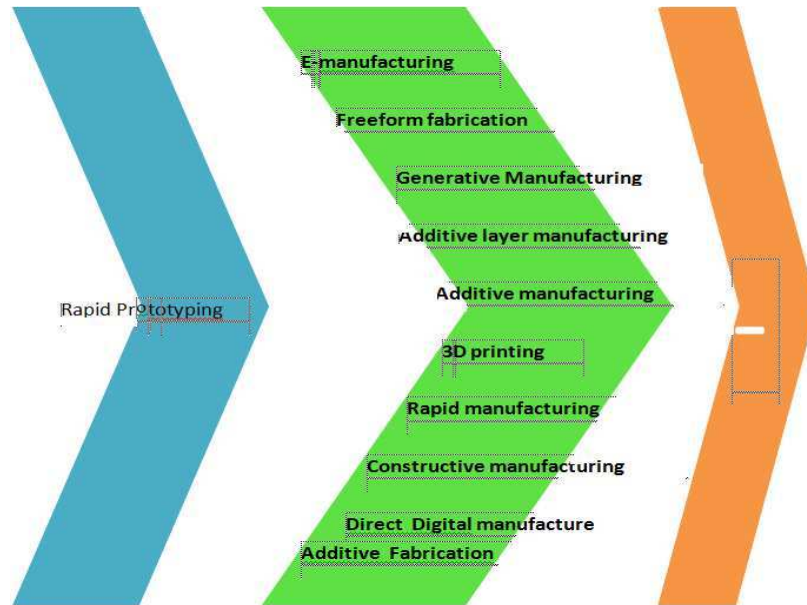 E-manufacturing
Freeform fabrication
Generative Manufacturing
Additive layer manufacturing
Additive manufacturing
Rapid Prototyping
3D printing
Rapid manufacturing
Constructive manufacturing
Direct Digital manufacture
Additive Fabrication